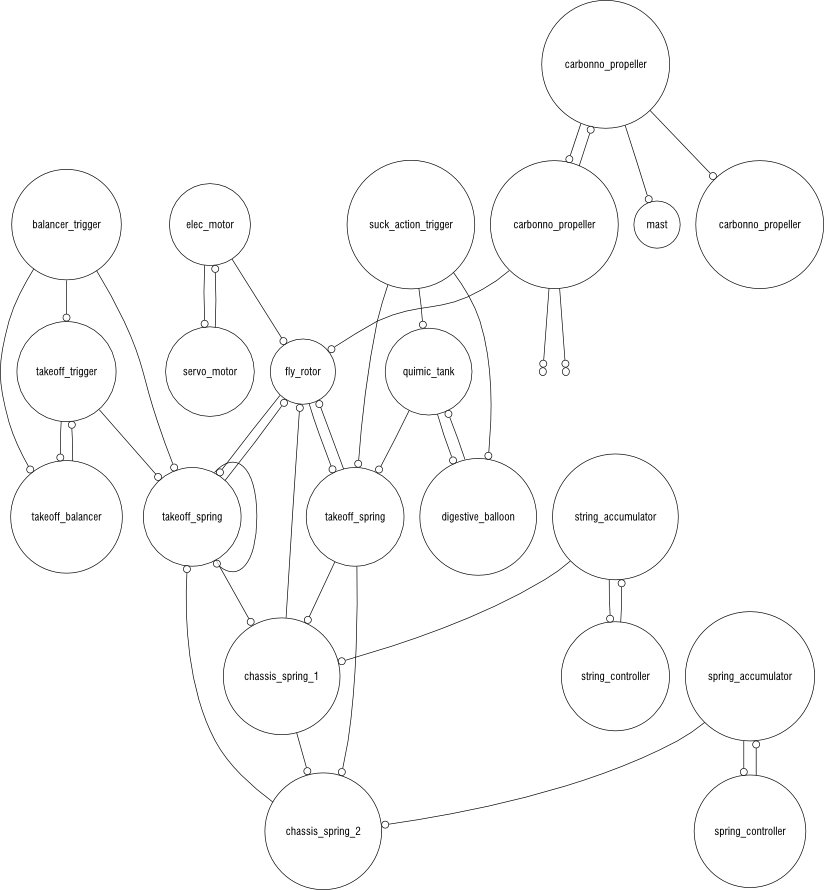 carbonno_propeller
balancer_trigger
elec_motor
suck_action_trigger
carbonno_propeller
mast
carbonno_propeller
takeoff_trigger
servo_motor
fly_rotor
quimic_tank
takeoff_balancer
takeoff_spring
takeoff_spring
digestive_balloon
string_accumulator
chassis_spring_1
string_controller
spring_accumulator
chassis_spring_2
spring_controller